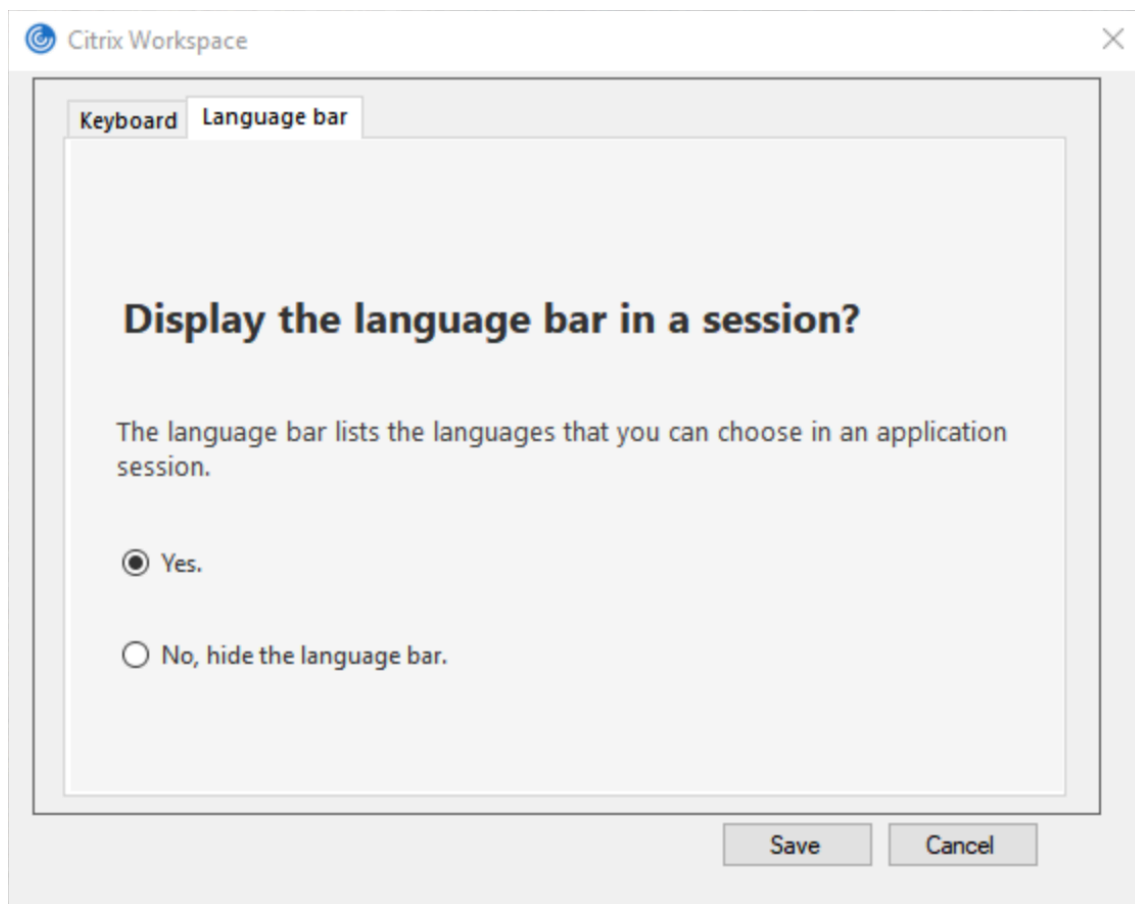 Citrix Workspace
Keyboard
Language bar
Display the language bar in a session?
The language bar lists the languages that you can choose in an application
session.
Yes.
No, hide the language bar.
Save
Cancel